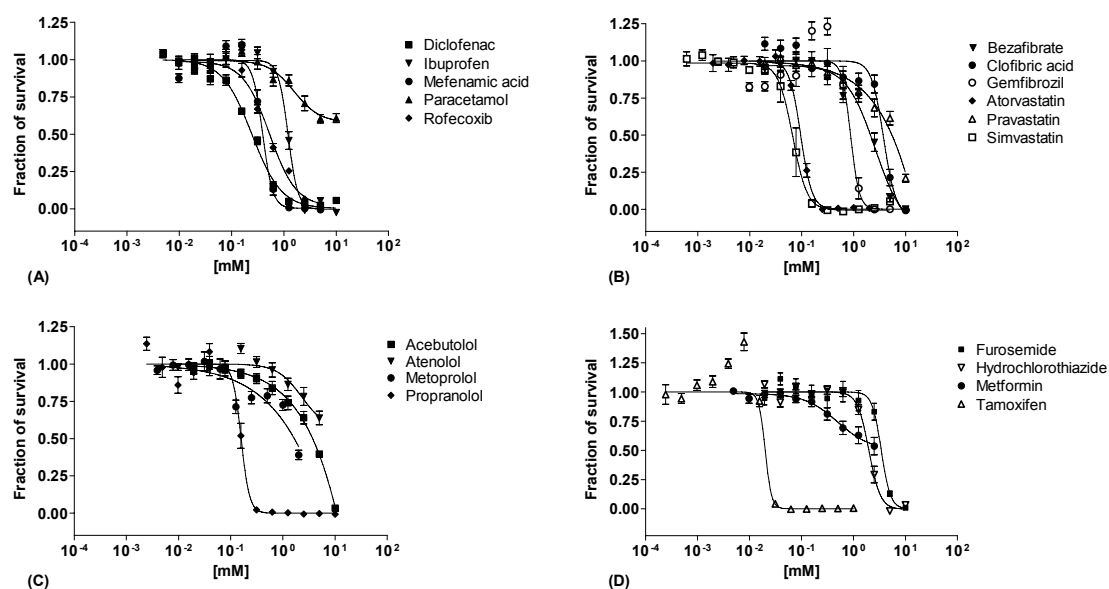 1.25
1.00
0.75
0.50
0.25
0.00
Fraction of survival
10-4 10-3 10-2 10-1 100 101 102
[mM]
(A)
Diclofenac
Ibuprofen
Mefenamic acid
Paracetamol
Rofecoxib
1.25
1.00
0.75
0.50
0.25
0.00
Fraction of survival
10-4 10-3 10-2 10-1 100 101 102
[mM]
(B)
Bezafibrate
Clofibric acid
Gemfibrozil
Atorvastatin
Pravastatin
Simvastatin
1.25
1.00
0.75
0.50
0.25
0.00
Fraction of survival
10-4 10-3 10-2 10-1 100 101 102
[mM]
(C)
Acebutolol
Atenolol
Metoprolol
Propranolol
1.50
1.25
1.00
0.75
0.50
0.25
0.00
Fraction of survival
10-4 10-3 10-2 10-1 100 101 102
[mM]
(D)
Furosemide
Hydrochlorothiazide
Metformin
Tamoxifen